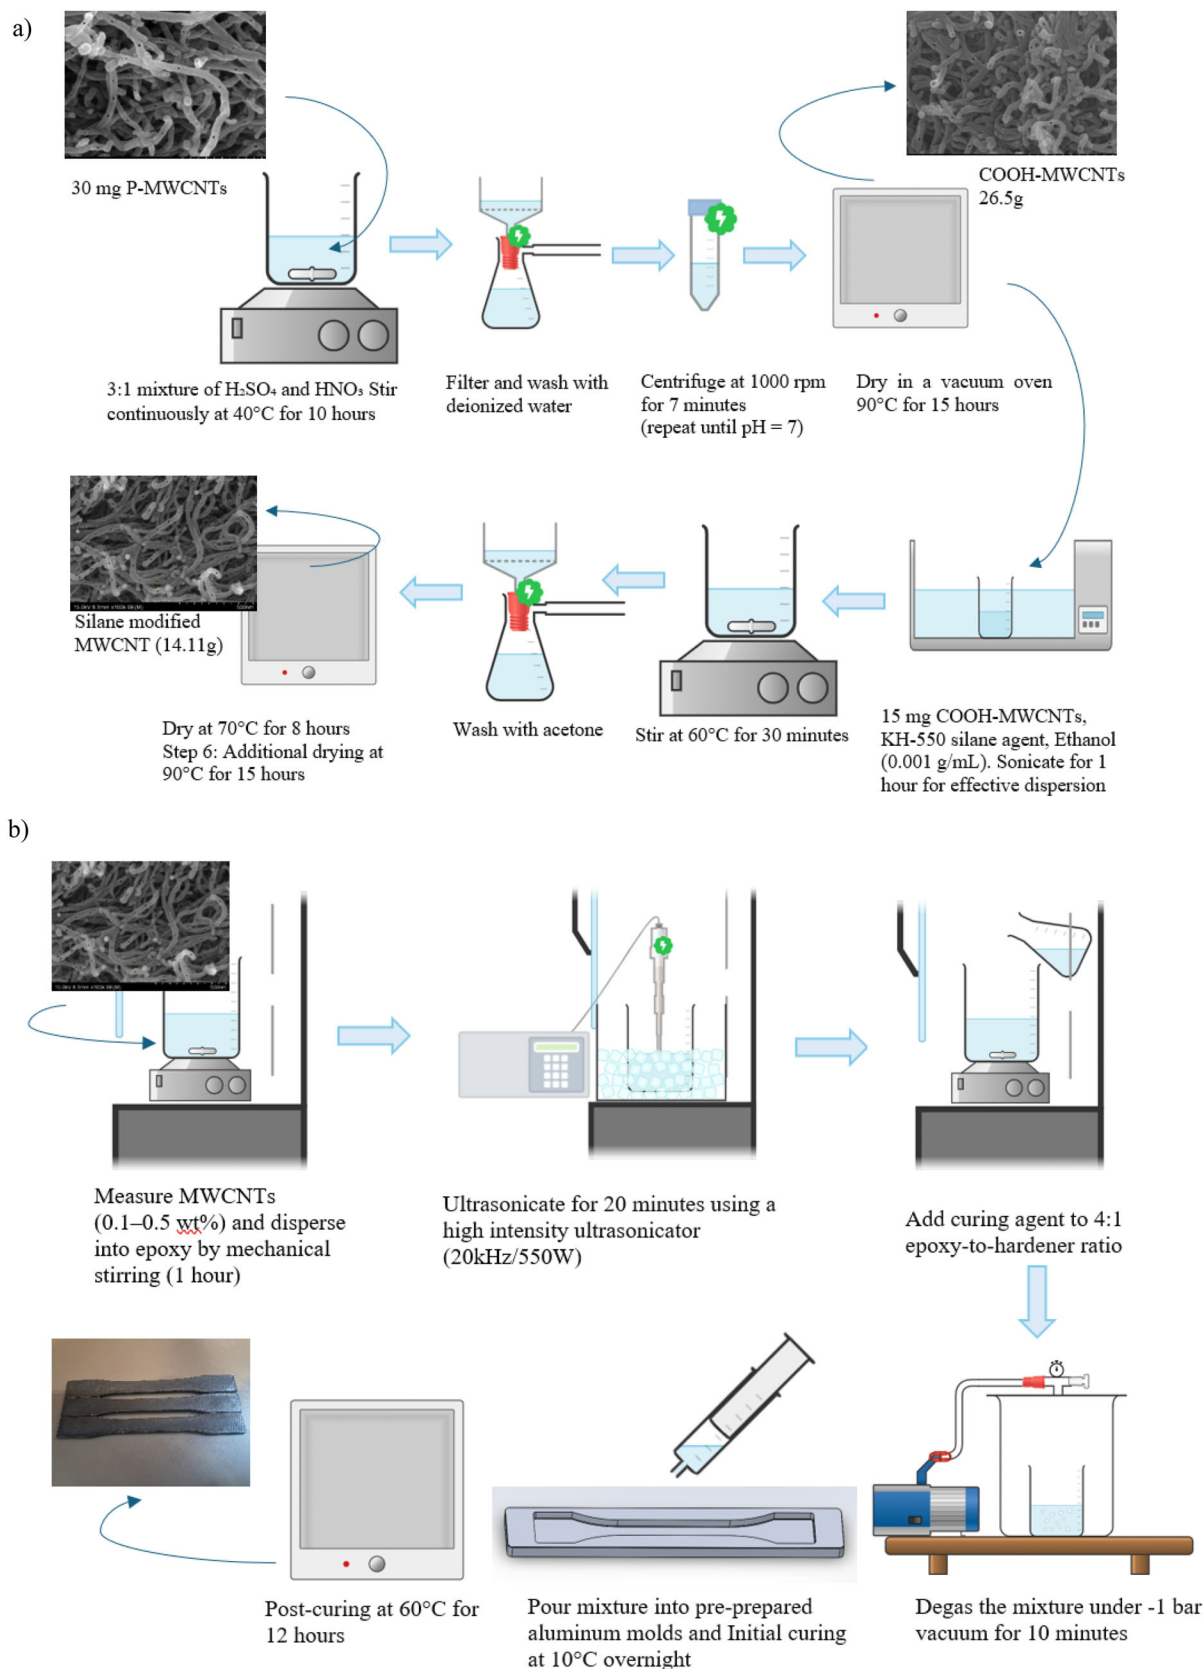 a)
30 mg P-MWCNTs
COOH-MWCNTs
26.5g
3:1 mixture of H₂SO₄ and HNO₃ Stir
continuously at 40°C for 10 hours
Filter and wash with
deionized water
Centrifuge at 1000 rpm
for 7 minutes
(repeat until pH = 7)
Dry in a vacuum oven
90°C for 15 hours
Silane modified
MWCNT (14.11g)
Dry at 70°C for 8 hours
Step 6: Additional drying at
90°C for 15 hours
Wash with acetone
Stir at 60°C for 30 minutes
15 mg COOH-MWCNTs,
KH-550 silane agent, Ethanol
(0.001 g/mL). Sonicate for 1
hour for effective dispersion
b)
Measure MWCNTs
(0.1–0.5 wt%) and disperse
into epoxy by mechanical
stirring (1 hour)
Ultrasonicate for 20 minutes using a
high intensity ultrasonicator
(20kHz/550W)
Add curing agent to 4:1
epoxy-to-hardener ratio
Post-curing at 60°C for
12 hours
Pour mixture into pre-prepared
aluminum molds and Initial curing
at 10°C overnight
Degas the mixture under -1 bar
vacuum for 10 minutes